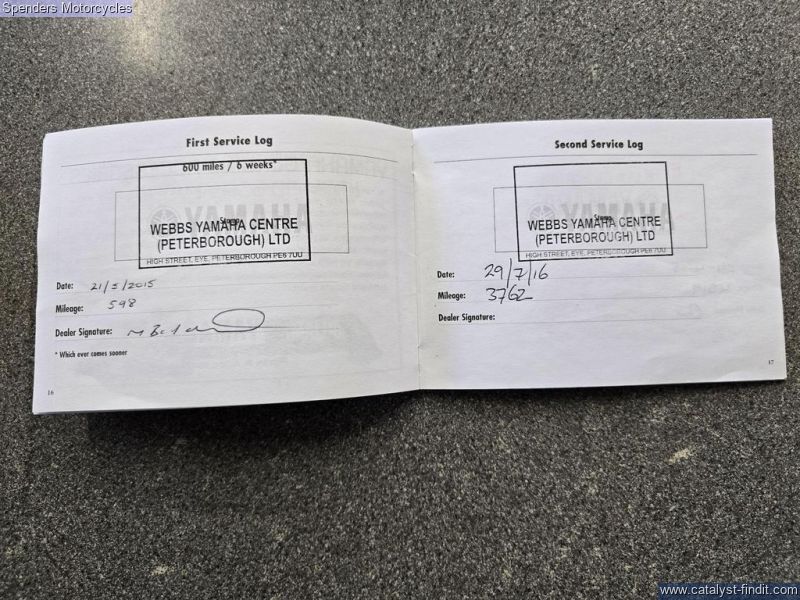 Spenders Motorcycles
First Service Log
600 miles / 6 weeks*
Stamp
WEBBS YAMAHA CENTRE
(PETERBOROUGH) LTD
HIGH STREET, EYE, PETERBOROUGH PE6 7UU
Date: 21/5/2015
Mileage: 598
Dealer Signature:
* Which ever comes sooner
16
Second Service Log
Stamp
WEBBS YAMAHA CENTRE
(PETERBOROUGH) LTD
HIGH STREET, EYE, PETERBOROUGH PE6 7UU
Date: 29/7/16
Mileage: 3762
Dealer Signature:
17
www.catalyst-findit.com